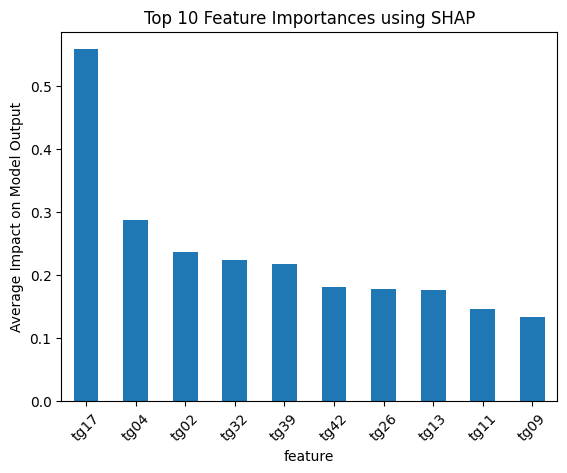 Top 10 Feature Importances using SHAP
Average Impact on Model Output
0.5
0.4
0.3
0.2
0.1
0.0
tg17 tg04 tg02 tg32 tg39 tg42 tg26 tg13 tg11 tg09
feature